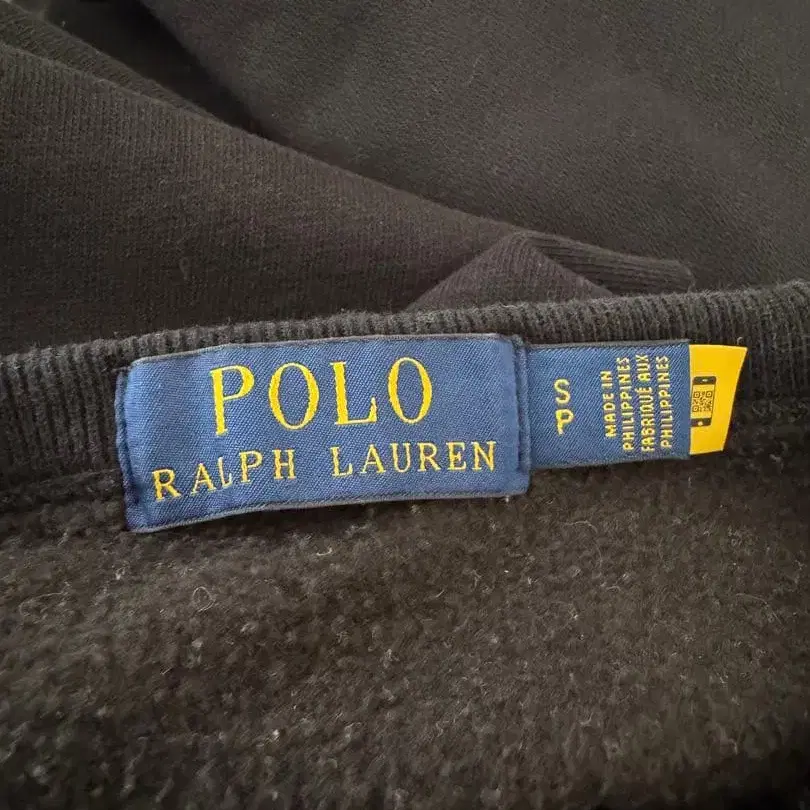 POLO
RALPH LAUREN
S
P
MADE IN
PHILIPPINES
FABRIQUÉ AUX
PHILIPPINES